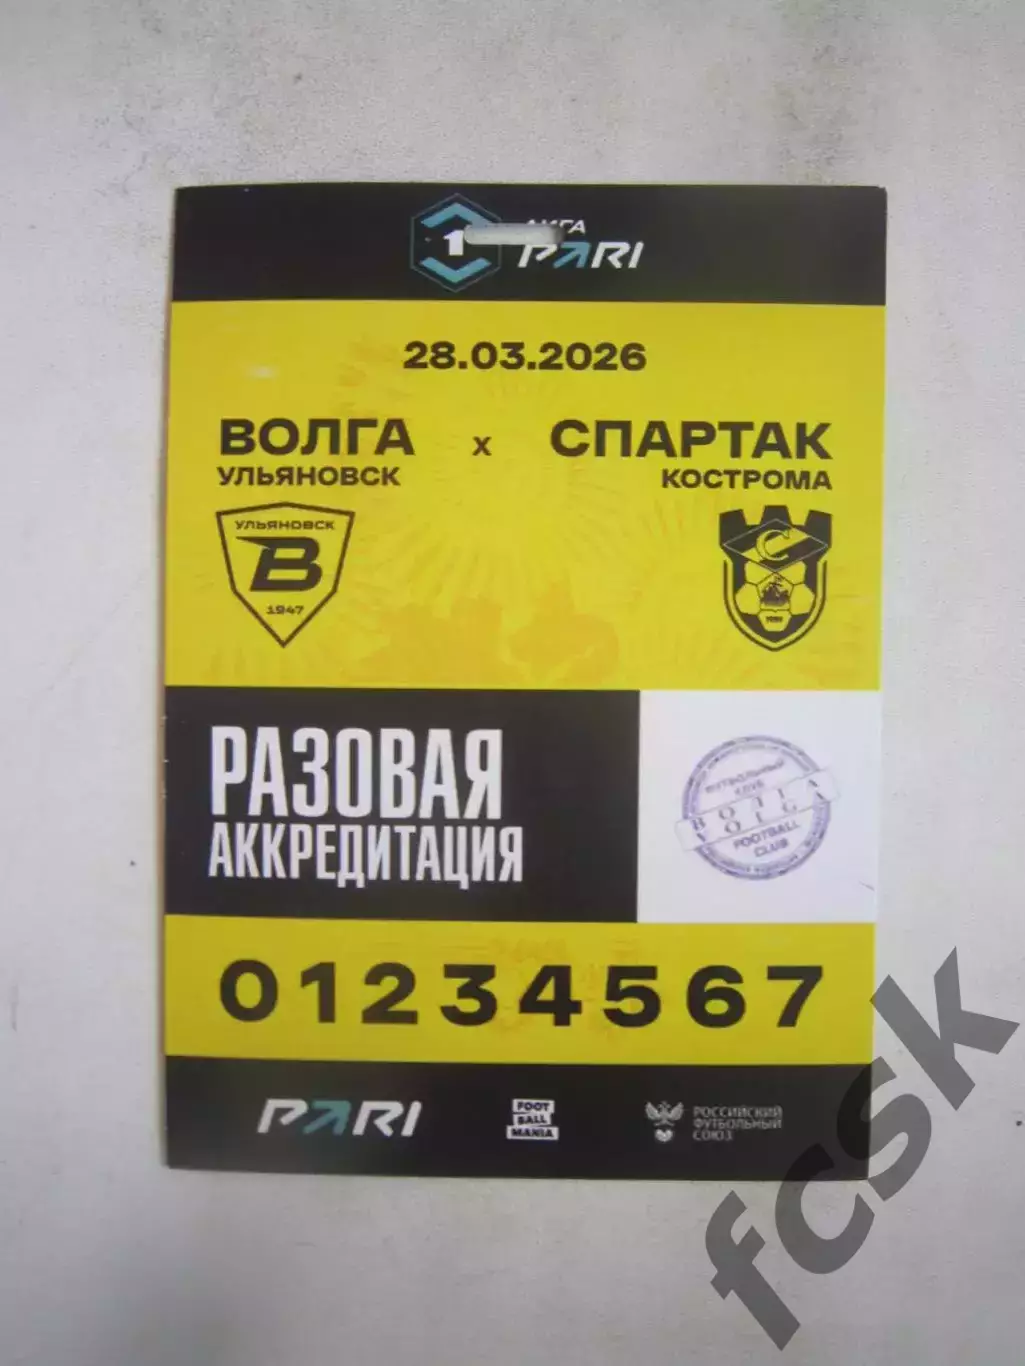 1 ЛИГА
PARI
28.03.2026
ВОЛГА х СПАРТАК
УЛЬЯНОВСК КОСТРОМА
УЛЬЯНОВСК
В
1947
С
РАЗОВАЯ
АККРЕДИТАЦИЯ
ФУТБОЛЬНЫЙ
КЛУБ
ВОЛГА
VOLGA
FOOTBALL
CLUB
01234567
PARI
FOOT
BALL
MANIA
РОССИЙСКИЙ
ФУТБОЛЬНЫЙ
СОЮЗ
fcsk